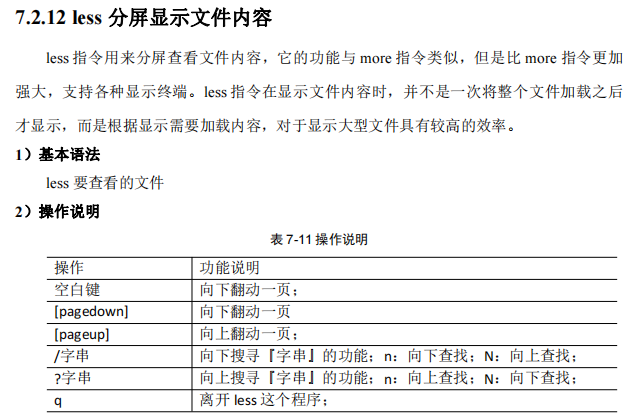 7.2.12 less 分屏显示文件内容
less 指令用来分屏查看文件内容，它的功能与 more 指令类似，但是比 more 指令更加
强大，支持各种显示终端。less 指令在显示文件内容时，并不是一次将整个文件加载之后
才显示，而是根据显示需要加载内容，对于显示大型文件具有较高的效率。
1）基本语法
less 要查看的文件
2）操作说明
表 7-11 操作说明
操作 功能说明
空白键 向下翻动一页；
[pagedown] 向下翻动一页
[pageup] 向上翻动一页；
/字串 向下搜寻『字串』的功能；n：向下查找；N：向上查找；
?字串 向上搜寻『字串』的功能；n：向上查找；N：向下查找；
q 离开 less 这个程序；